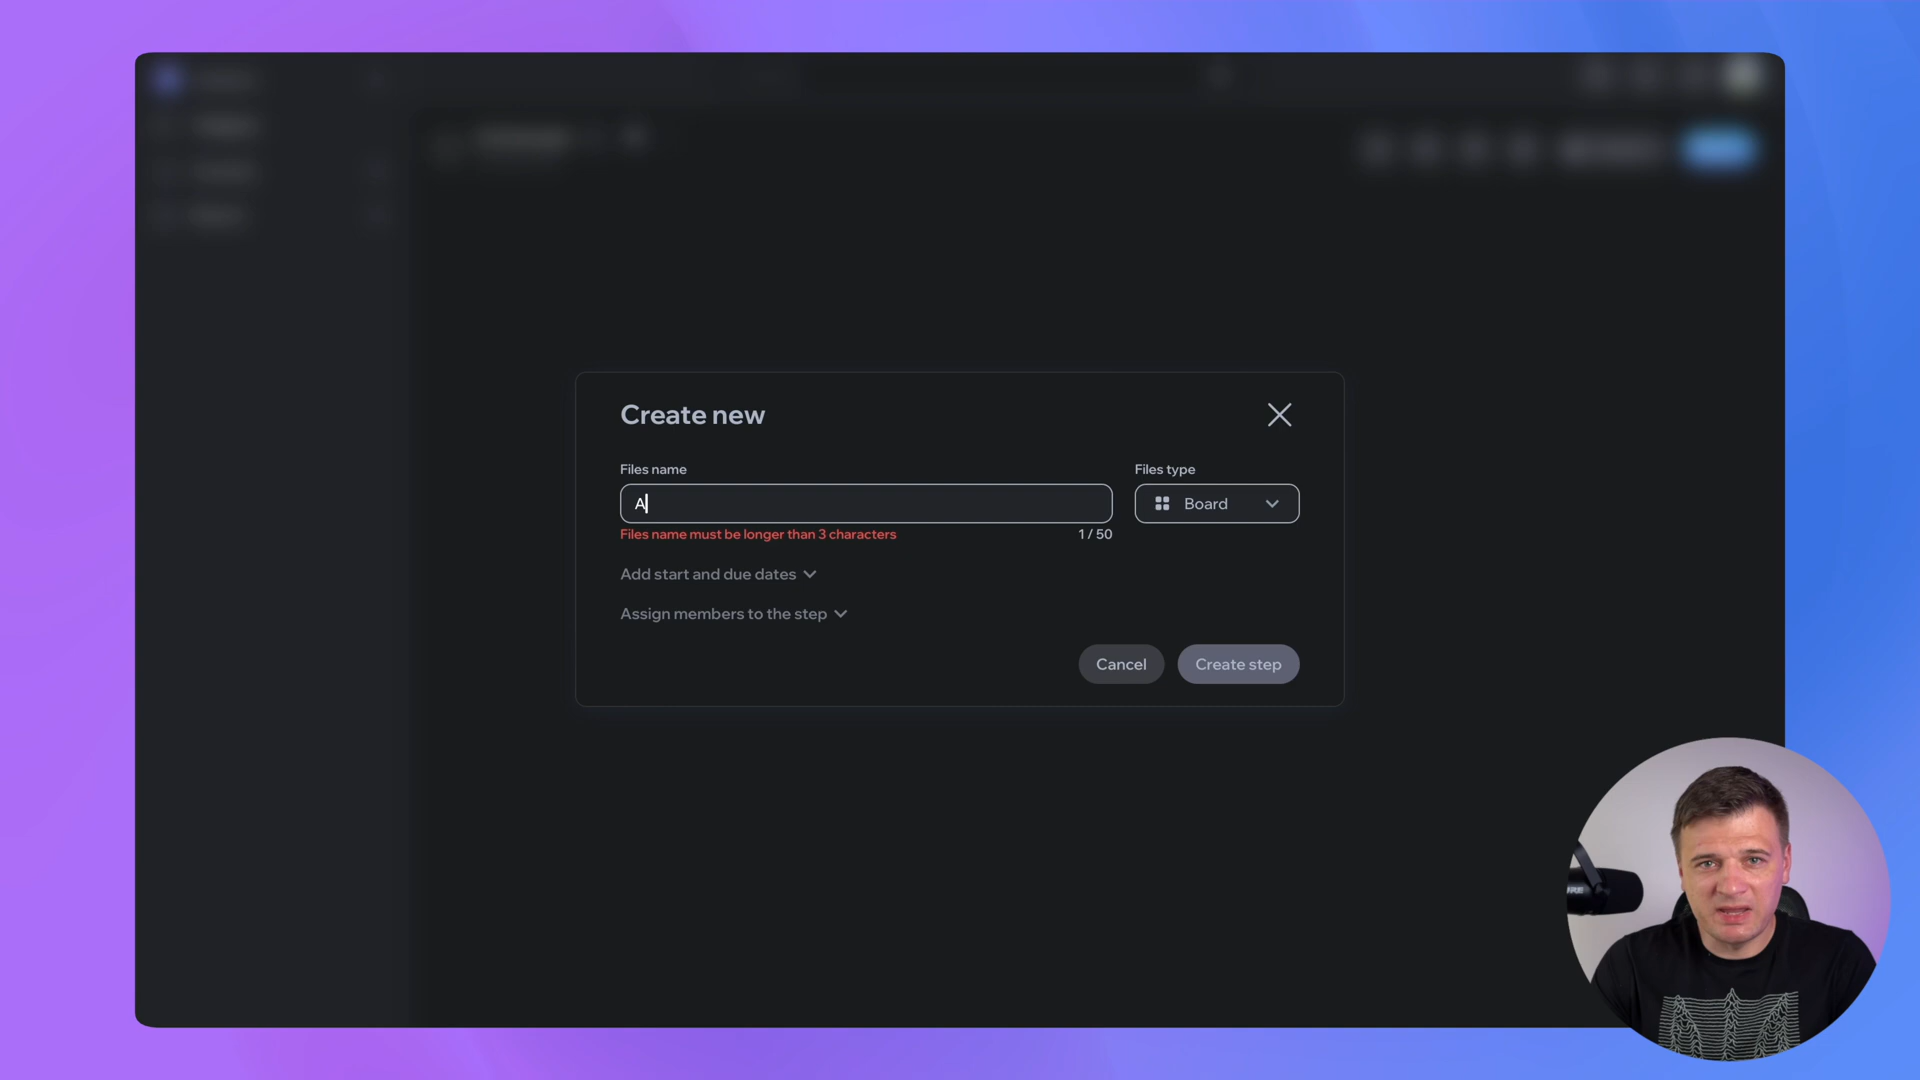 Create new
Files name
Files type
A
Board
Files name must be longer than 3 characters
1 / 50
Add start and due dates
Assign members to the step
Cancel
Create step